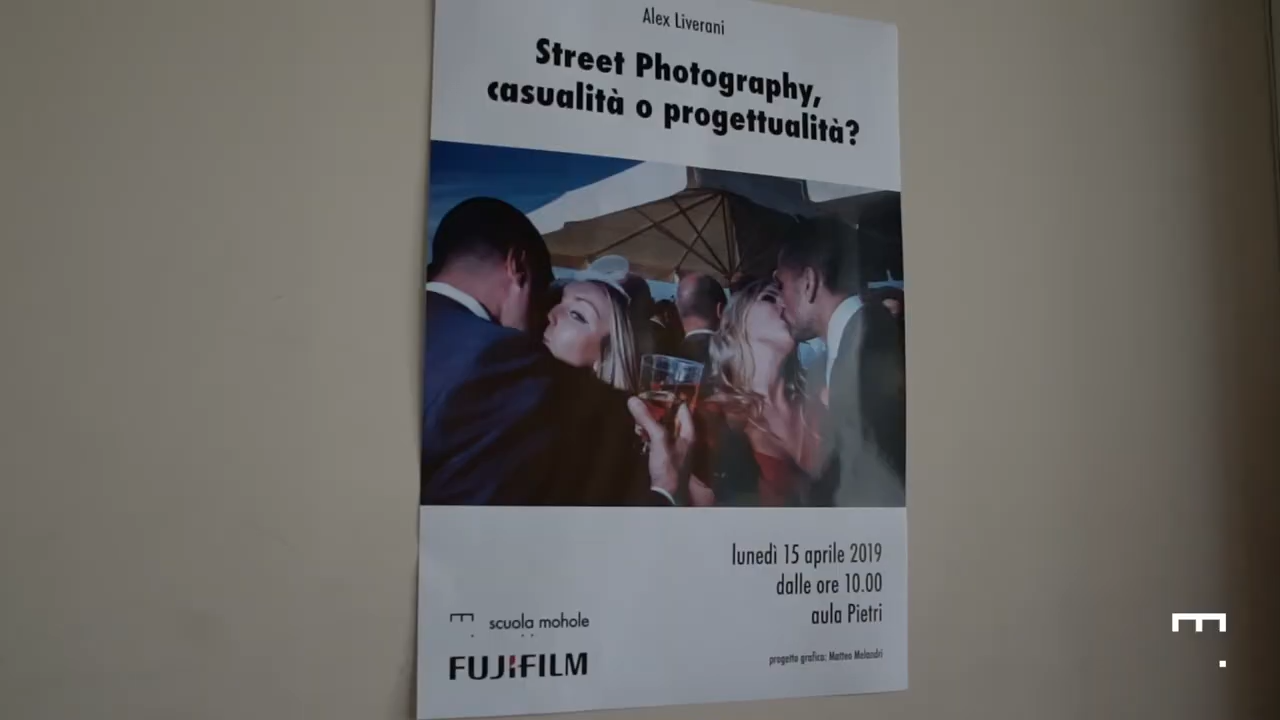 Alex Liverani
Street Photography,
casualità o progettualità?
lunedì 15 aprile 2019
dalle ore 10.00
aula Pietri
scuola mohole
FUJIFILM
progetto grafico: Matteo Melandri